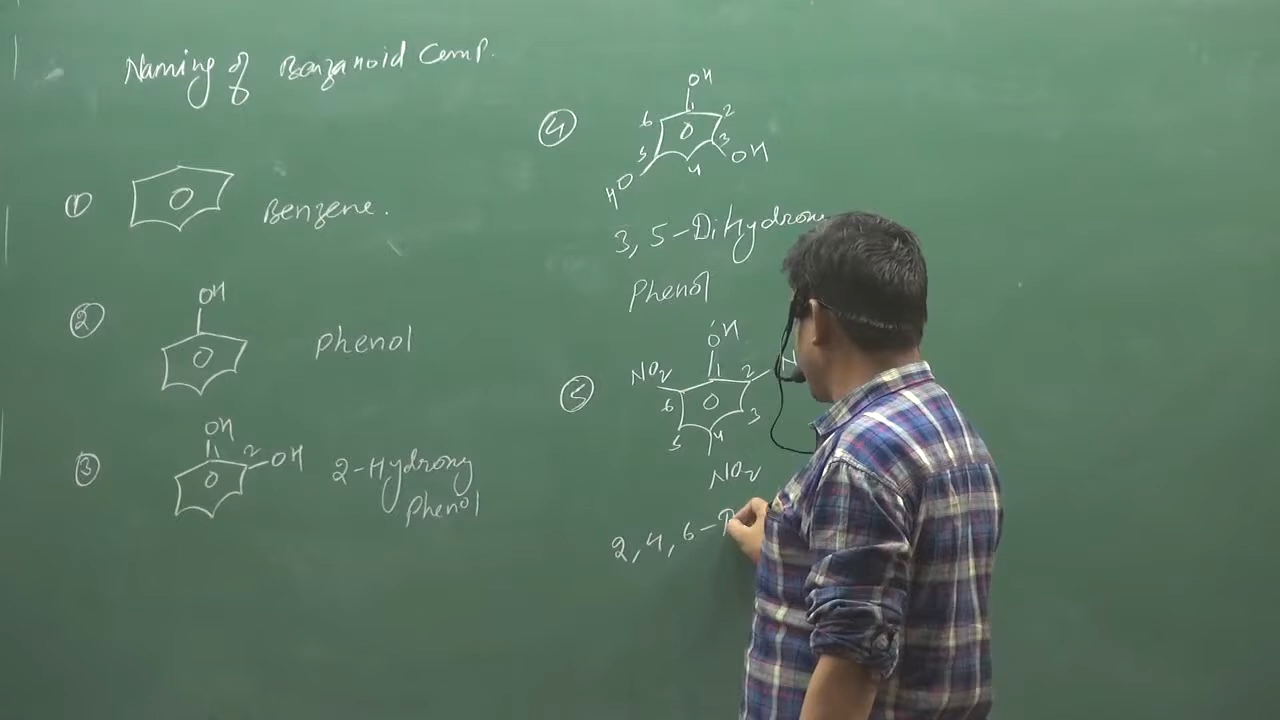 Naming of Benzanoid Comp.
①
Benzene.
②
OH
Phenol
③
OH
1
2
OH
2-Hydroxy
Phenol
④
OH
1
2
3
4
5
6
OH
HO
3, 5-DiHydroxy
Phenol
⑤
OH
1
2
N
3
4
5
6
NO2
NO2
2, 4, 6-